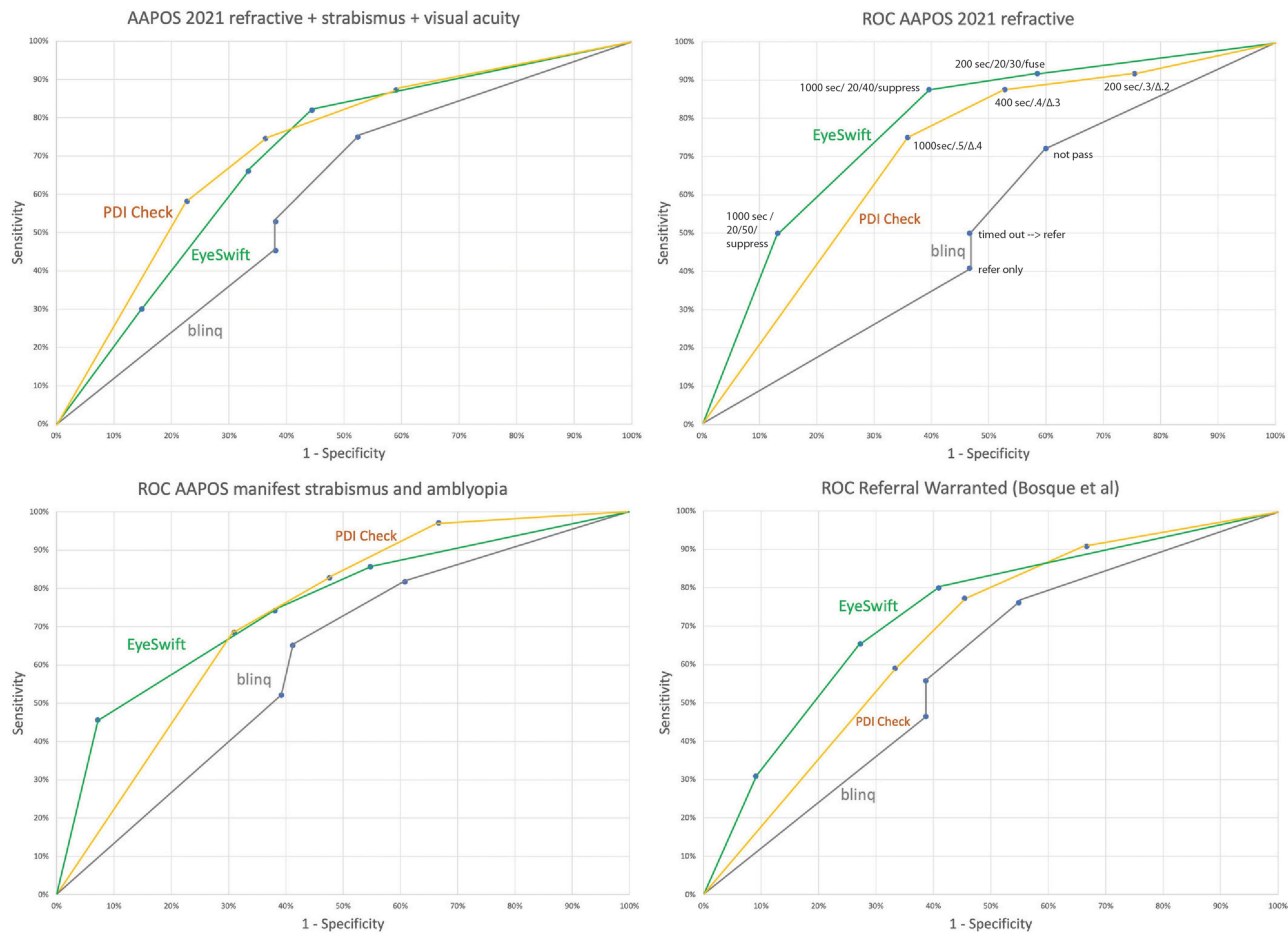 AAPOS 2021 refractive + strabismus + visual acuity
100%
90%
80%
70%
60%
50%
40%
30%
20%
10%
0%
Sensitivity
PDI Check
EyeSwift
blinq
0% 10% 20% 30% 40% 50% 60% 70% 80% 90% 100%
1 - Specificity
ROC AAPOS 2021 refractive
100%
90%
80%
70%
60%
50%
40%
30%
20%
10%
0%
Sensitivity
200 sec/20/30/fuse
1000 sec/ 20/40/suppress
200 sec/.3/Δ.2
400 sec/.4/Δ.3
EyeSwift
1000sec/.5/Δ.4
not pass
PDI Check
1000 sec /
20/50/
suppress
timed out --> refer
blinq
refer only
0% 10% 20% 30% 40% 50% 60% 70% 80% 90% 100%
1 - Specificity
ROC AAPOS manifest strabismus and amblyopia
100%
90%
80%
70%
60%
50%
40%
30%
20%
10%
0%
Sensitivity
PDI Check
EyeSwift
blinq
0% 10% 20% 30% 40% 50% 60% 70% 80% 90% 100%
1 - Specificity
ROC Referral Warranted (Bosque et al)
100%
90%
80%
70%
60%
50%
40%
30%
20%
10%
0%
Sensitivity
EyeSwift
PDI Check
blinq
0% 10% 20% 30% 40% 50% 60% 70% 80% 90% 100%
1 - Specificity